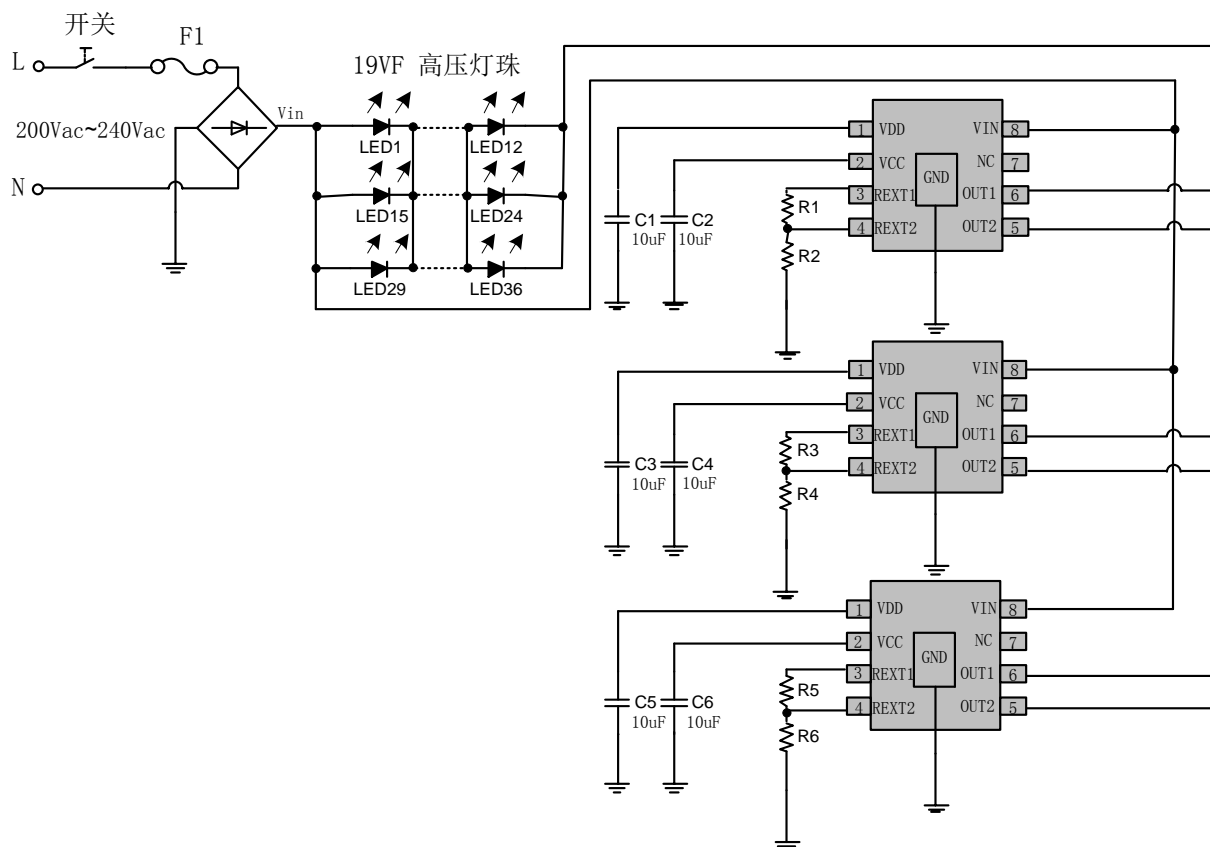 开关
F1
L
19VF 高压灯珠
Vin
200Vac~240Vac
N
LED1
LED12
LED15
LED24
LED29
LED36
1 VDD VIN 8
2 VCC NC 7
GND
3 REXT1 OUT1 6
4 REXT2 OUT2 5
C1
10uF
C2
10uF
R1
R2
1 VDD VIN 8
2 VCC NC 7
GND
3 REXT1 OUT1 6
4 REXT2 OUT2 5
C3
10uF
C4
10uF
R3
R4
1 VDD VIN 8
2 VCC NC 7
GND
3 REXT1 OUT1 6
4 REXT2 OUT2 5
C5
10uF
C6
10uF
R5
R6